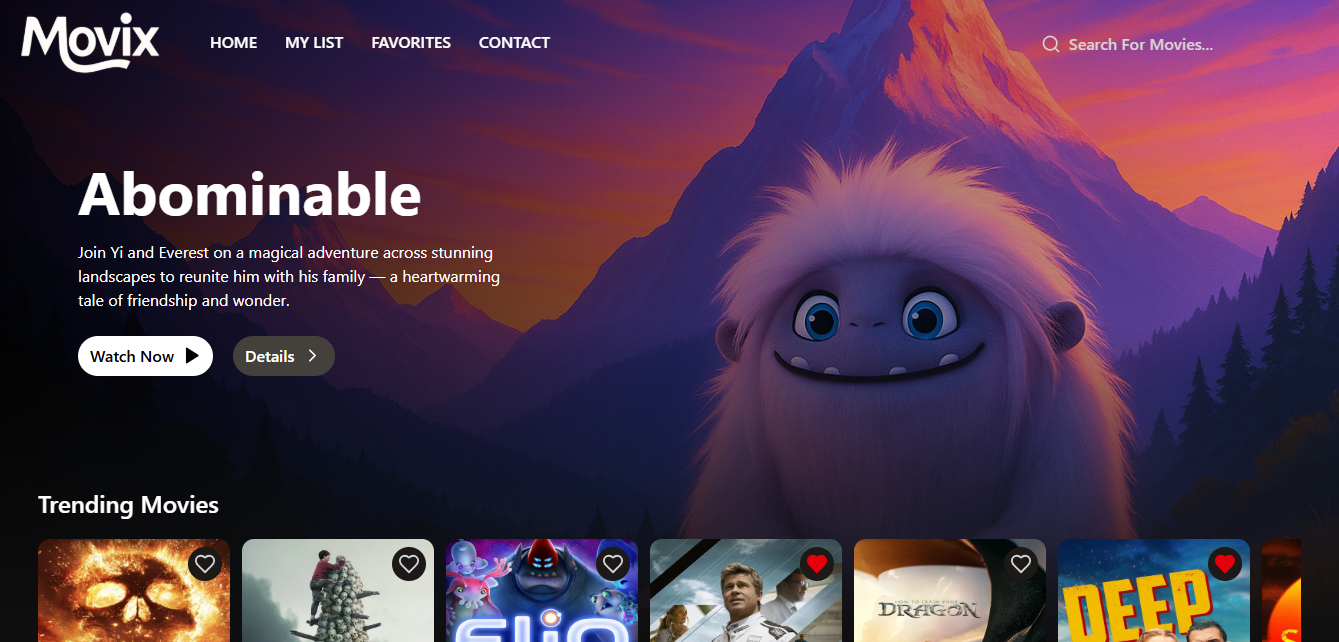 Movix
HOME
MY LIST
FAVORITES
CONTACT
Search For Movies...
Abominable
Join Yi and Everest on a magical adventure across stunning
landscapes to reunite him with his family — a heartwarming
tale of friendship and wonder.
Watch Now
Details
Trending Movies
elio
HOW TO TRAIN YOUR
DRAGON
DEEP